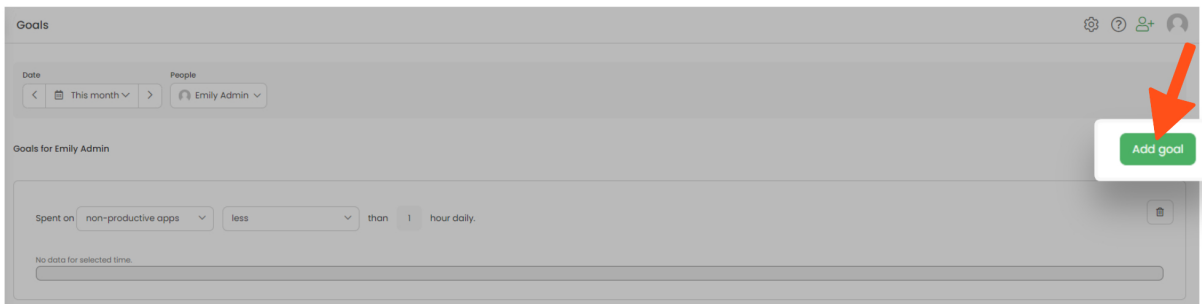 Goals
Date
People
This month
Emily Admin
Goals for Emily Admin
Add goal
Spent on non-productive apps less than 1 hour daily.
No data for selected time.